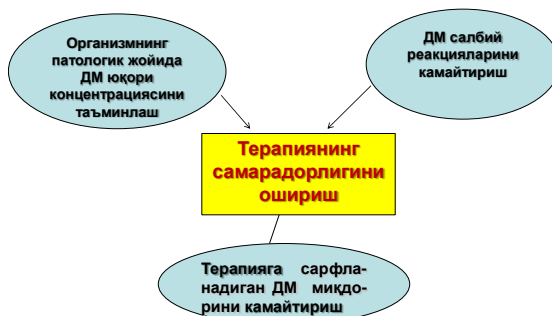 Организмнинг
патологик жойида
ДМ юқори
концентрациясини
таъминлаш
ДМ салбий
реакцияларини
камайтириш
Терапиянинг
самарадорлигини
ошириш
Терапияга сарфла-
надиган ДМ миқдо-
рини камайтириш